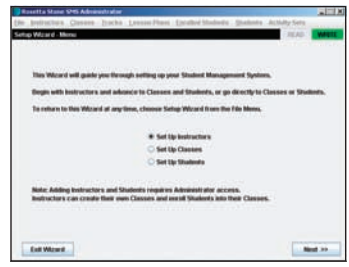 Rosetta Stone SMS Administrator
File Instructors Classes Tracks Lesson Plans Enrolled Students Students Activity Sets
Setup Wizard - Menu READ WRITE
This Wizard will guide you through setting up your Student Management System.
Begin with Instructors and advance to Classes and Students, or go directly to Classes or Students.
To return to this Wizard at any time, choose Setup Wizard from the File Menu.
Set Up Instructors
Set Up Classes
Set Up Students
Note: Adding Instructors and Students requires Administrator access.
Instructors can create their own Classes and enroll Students into their Classes.
Exit Wizard Next >>